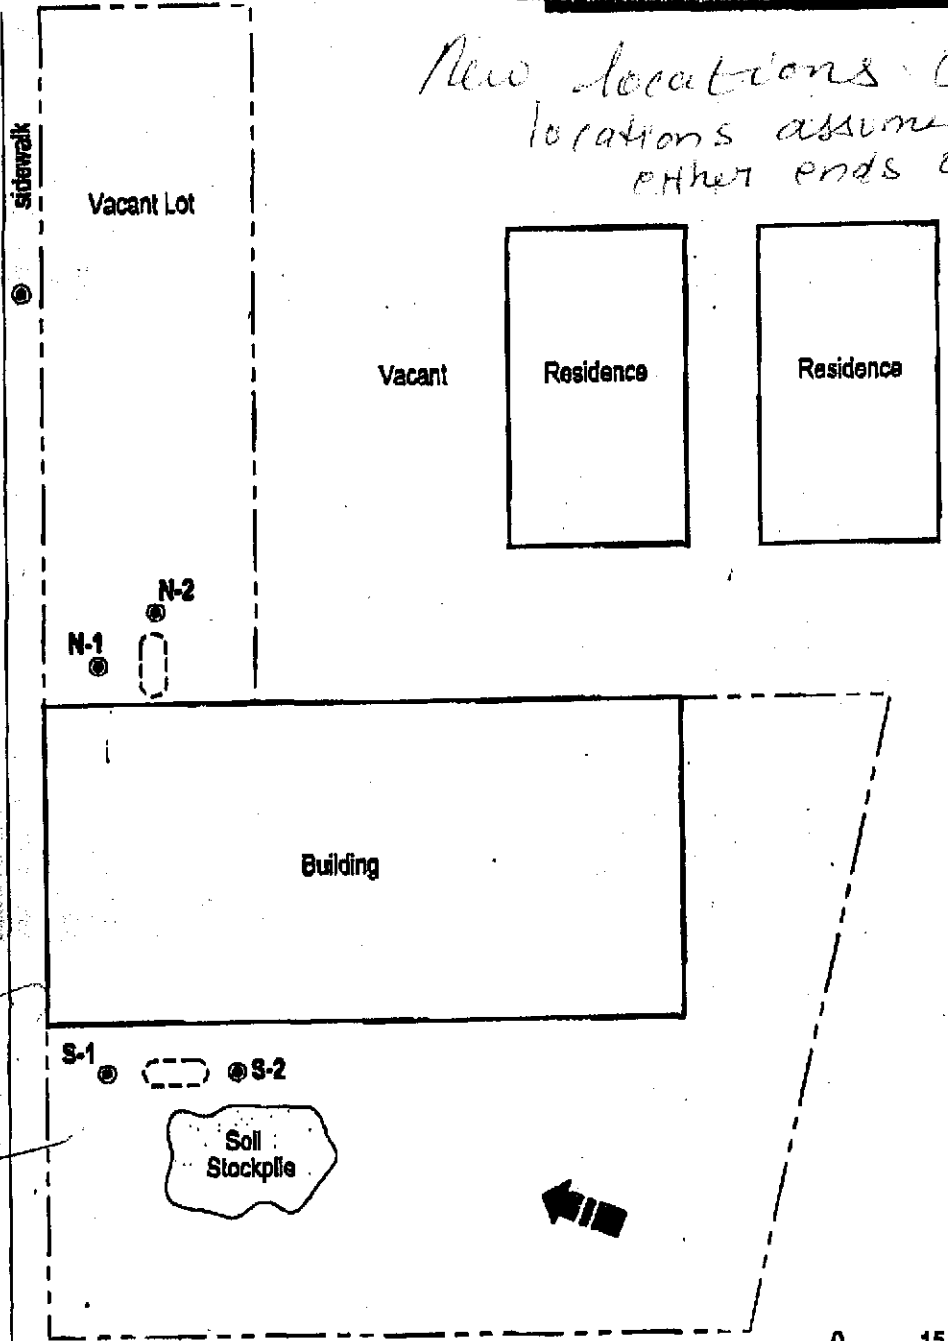 New locations
locations assume
either ends
sidewalk
Vacant Lot
Vacant
Residence
Residence
N-2
N-1
Building
S-1
S-2
Soil
Stockpile
0 15